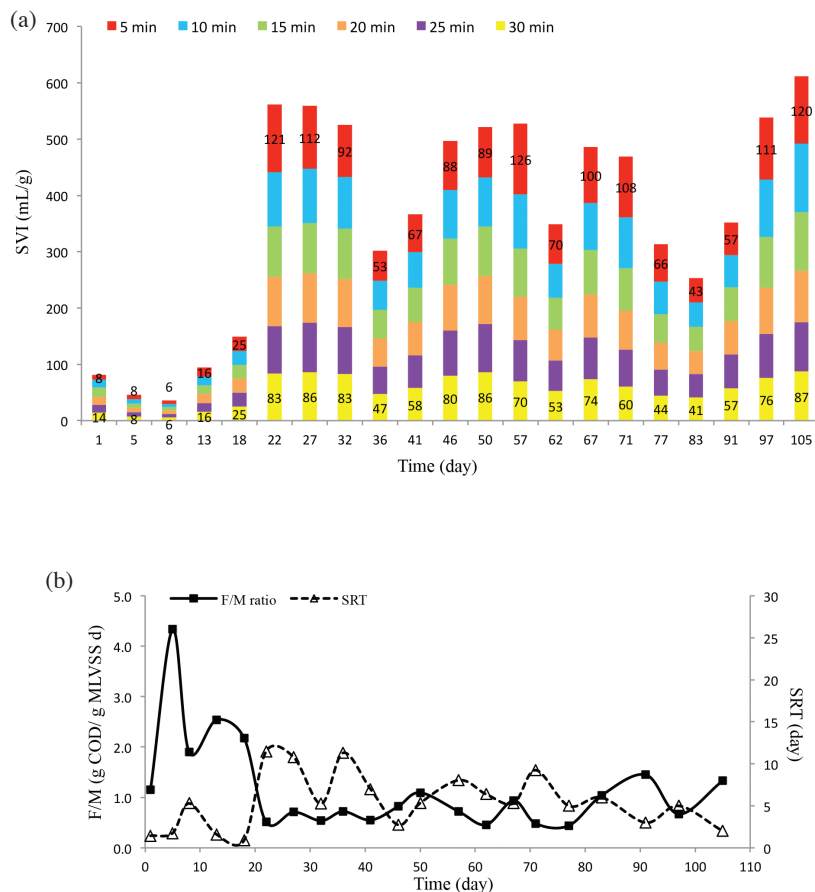 (a)
700
5 min 10 min 15 min 20 min 25 min 30 min
600
500
400
300
200
100
0
SVI (mL/g)
8 8 6 16 25 121 112 92 53 67 88 89 126 70 100 108 66 43 57 111 120
14 8 6 16 25 83 86 83 47 58 80 86 70 53 74 60 44 41 57 76 87
1 5 8 13 18 22 27 32 36 41 46 50 57 62 67 71 77 83 91 97 105
Time (day)
(b)
F/M ratio SRT
5.0
4.0
3.0
2.0
1.0
0.0
F/M (g COD/ g MLVSS d)
30
25
20
15
10
5
0
SRT (day)
0 10 20 30 40 50 60 70 80 90 100 110
Time (day)